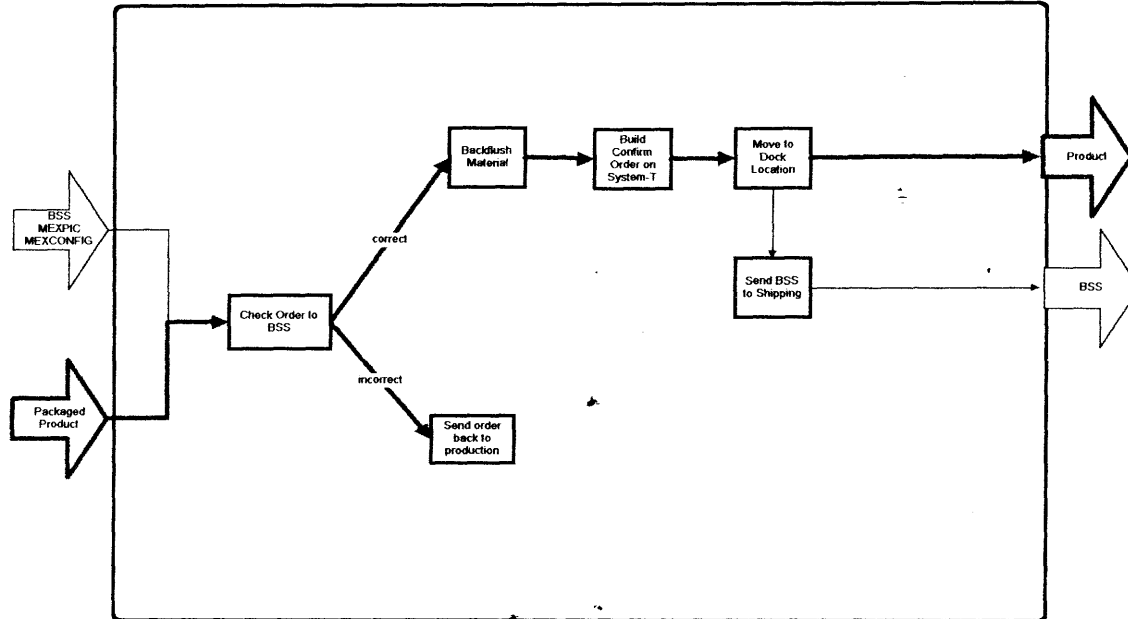 Backflush
Material
Build
Confirm
Order on
System-T
Move to
Dock
Location
Product
BSS
MEXPIC
MEXCONFIG
correct
Send BSS
to Shipping
BSS
Check Order to
BSS
incorrect
Packaged
Product
Send order
back to
production